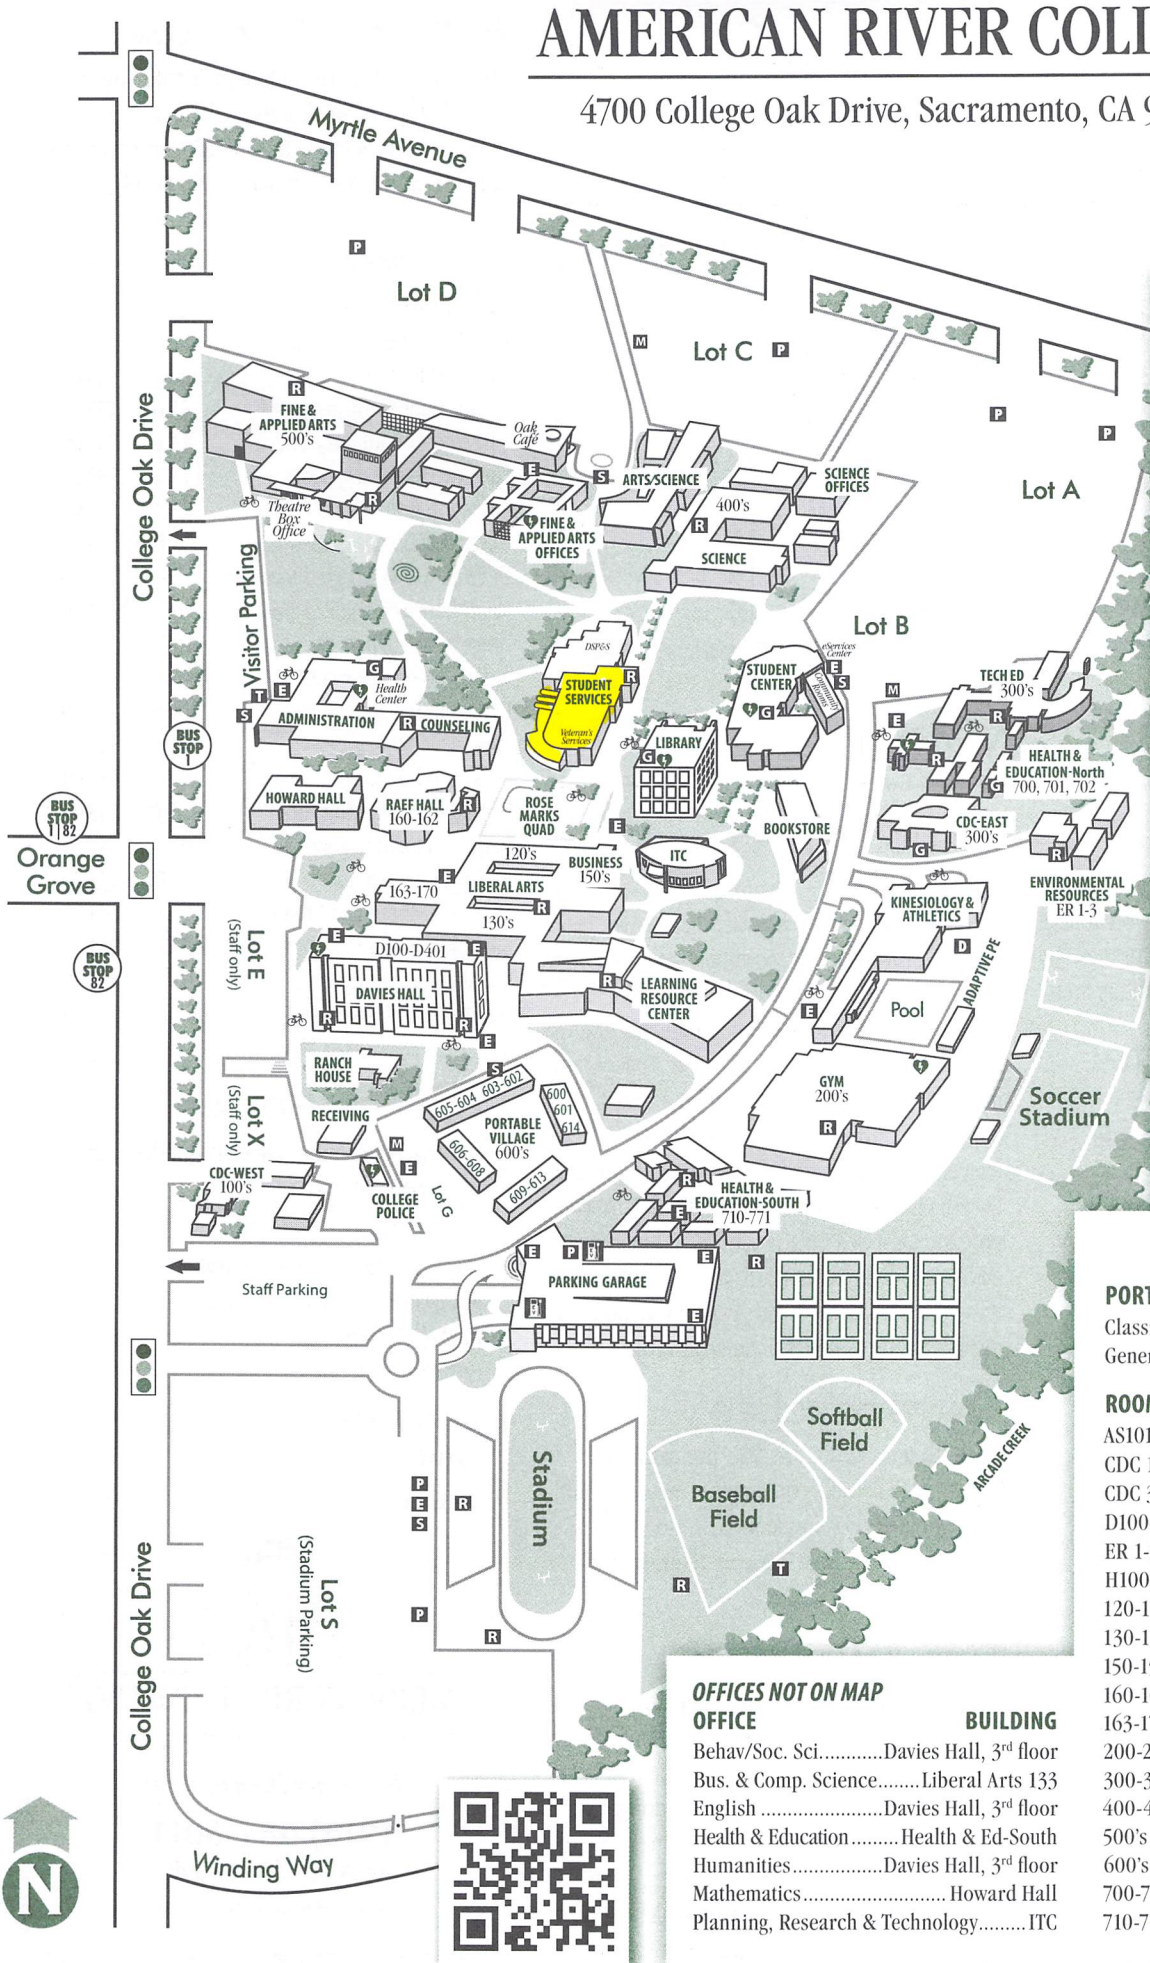 AMERICAN RIVER COLL
4700 College Oak Drive, Sacramento, CA 9
Myrtle Avenue
P
Lot D
M
Lot C
P
P
P
Lot A
College Oak Drive
R
FINE &
APPLIED ARTS
500's
Oak
Café
E
S
ARTS/SCIENCE
SCIENCE
OFFICES
400's
R
Theatre
Box
Office
R
FINE &
APPLIED ARTS
OFFICES
SCIENCE
Visitor Parking
Lot B
DSP&S
STUDENT
SERVICES
R
Veteran's
Services
STUDENT
CENTER
G
eServices
Center
E
S
Community
Rooms
M
TECH ED
300's
R
E
R
G
HEALTH &
EDUCATION-North
700, 701, 702
G
Health
Center
T
E
S
ADMINISTRATION
R
COUNSELING
BUS
STOP
1
LIBRARY
G
HOWARD HALL
RAEF HALL
160-162
R
ROSE
MARKS
QUAD
E
BOOKSTORE
CDC-EAST
300's
G
R
ENVIRONMENTAL
RESOURCES
ER 1-3
BUS
STOP
1|82
Orange
Grove
BUS
STOP
82
120's
BUSINESS
150's
ITC
E
163-170
LIBERAL ARTS
R
130's
KINESIOLOGY &
ATHLETICS
D
ADAPTIVE PE
Lot E
(Staff only)
E
D100-D401
E
DAVIES HALL
R
R
R
LEARNING
RESOURCE
CENTER
E
Pool
E
S
RANCH
HOUSE
Lot X
(Staff only)
RECEIVING
605-604
603-602
600
601
614
PORTABLE
VILLAGE
600's
606-608
609-613
GYM
200's
R
Soccer
Stadium
M
E
COLLEGE
POLICE
Lot G
CDC-WEST
100's
R
HEALTH &
EDUCATION-SOUTH
710-771
E
R
Staff Parking
E
P
EV
E
PARKING GARAGE
EV
E
Softball
Field
Baseball
Field
ARCADE CREEK
R
T
Stadium
P
E
S
R
P
R
Lot S
(Stadium Parking)
College Oak Drive
Winding Way
N
PORT
Class
Gener
ROOM
AS101
CDC 1
CDC 3
D100
ER 1-
H100
120-1
130-1
150-1
160-1
163-1
200-2
300-3
400-4
500's
600's
700-7
710-7
OFFICES NOT ON MAP
OFFICE BUILDING
Behav/Soc. Sci............Davies Hall, 3rd floor
Bus. & Comp. Science........Liberal Arts 133
English .......................Davies Hall, 3rd floor
Health & Education.........Health & Ed-South
Humanities.................Davies Hall, 3rd floor
Mathematics........................... Howard Hall
Planning, Research & Technology.........ITC